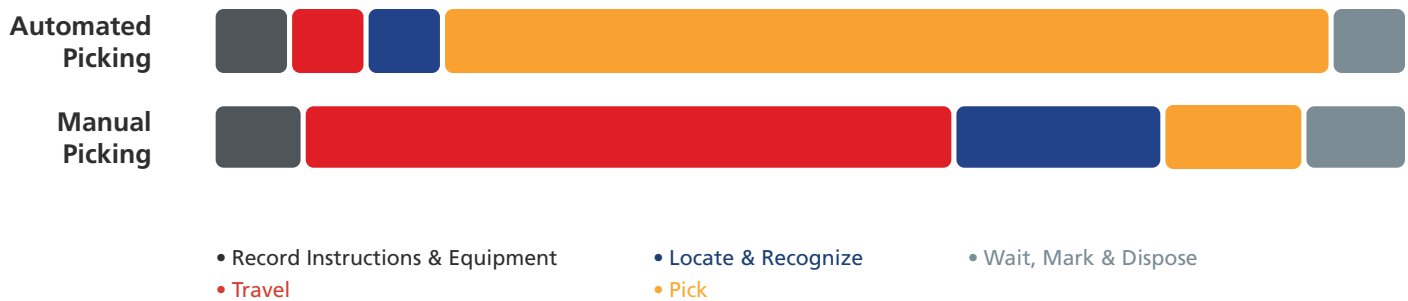 Automated
Picking
Manual
Picking
• Record Instructions & Equipment
• Travel
• Locate & Recognize
• Pick
• Wait, Mark & Dispose